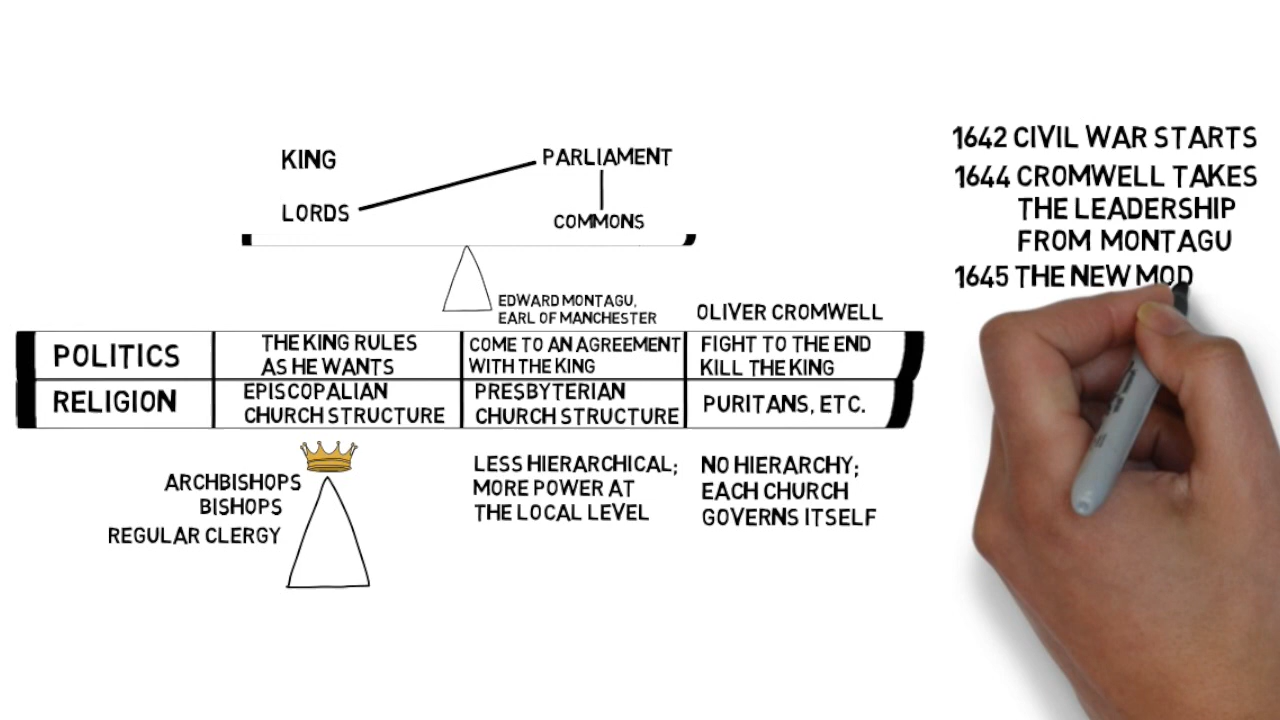 KING
PARLIAMENT
LORDS
COMMONS
EDWARD MONTAGU,
EARL OF MANCHESTER
OLIVER CROMWELL
POLITICS
THE KING RULES
AS HE WANTS
COME TO AN AGREEMENT
WITH THE KING
FIGHT TO THE END
KILL THE KING
RELIGION
EPISCOPALIAN
CHURCH STRUCTURE
PRESBYTERIAN
CHURCH STRUCTURE
PURITANS, ETC.
ARCHBISHOPS
BISHOPS
REGULAR CLERGY
LESS HIERARCHICAL;
MORE POWER AT
THE LOCAL LEVEL
NO HIERARCHY;
EACH CHURCH
GOVERNS ITSELF
1642 CIVIL WAR STARTS
1644 CROMWELL TAKES
THE LEADERSHIP
FROM MONTAGU
1645 THE NEW MOD